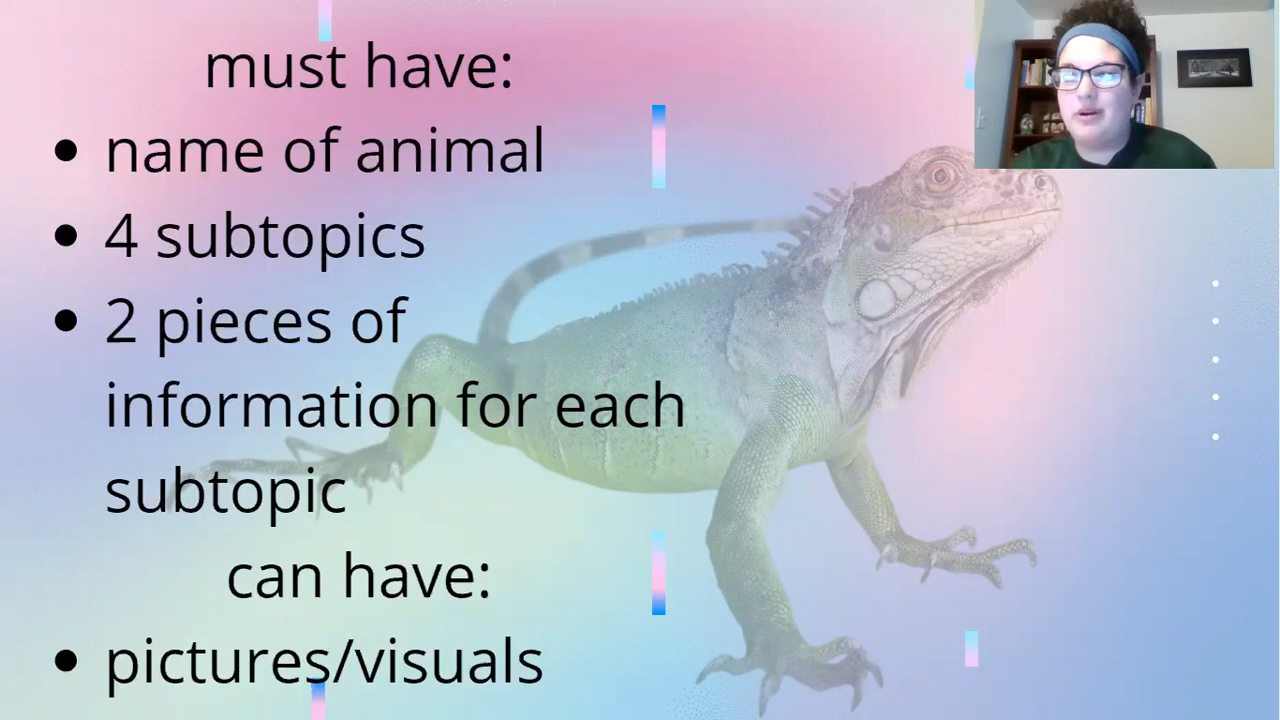 must have:
• name of animal
• 4 subtopics
• 2 pieces of
information for each
subtopic
can have:
• pictures/visuals